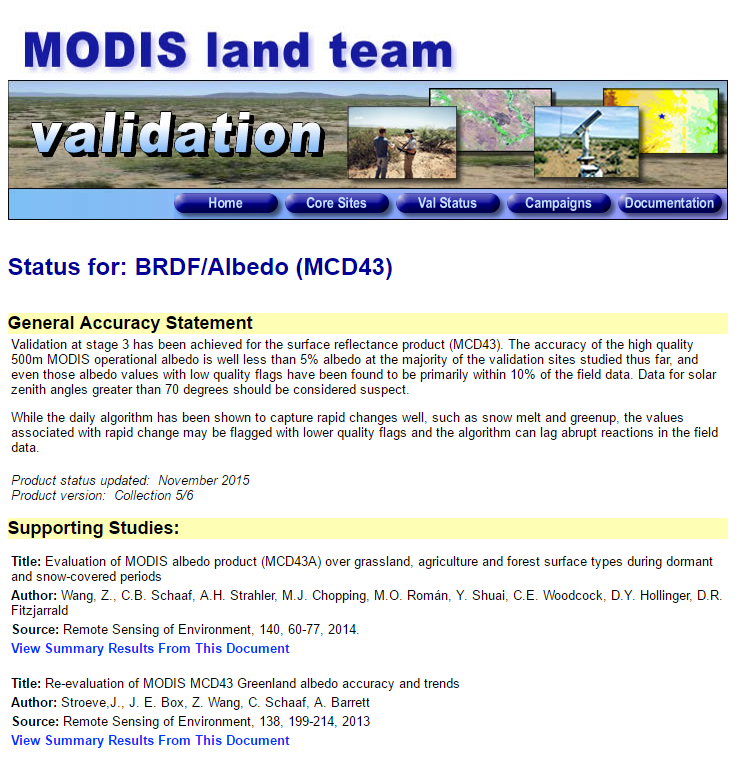 MODIS land team
validation
Home
Core Sites
Val Status
Campaigns
Documentation
Status for: BRDF/Albedo (MCD43)
General Accuracy Statement
Validation at stage 3 has been achieved for the surface reflectance product (MCD43). The accuracy of the high quality
500m MODIS operational albedo is well less than 5% albedo at the majority of the validation sites studied thus far, and
even those albedo values with low quality flags have been found to be primarily within 10% of the field data. Data for solar
zenith angles greater than 70 degrees should be considered suspect.
While the daily algorithm has been shown to capture rapid changes well, such as snow melt and greenup, the values
associated with rapid change may be flagged with lower quality flags and the algorithm can lag abrupt reactions in the field
data.
Product status updated: November 2015
Product version: Collection 5/6
Supporting Studies:
Title: Evaluation of MODIS albedo product (MCD43A) over grassland, agriculture and forest surface types during dormant
and snow-covered periods
Author: Wang, Z., C.B. Schaaf, A.H. Strahler, M.J. Chopping, M.O. Román, Y. Shuai, C.E. Woodcock, D.Y. Hollinger, D.R.
Fitzjarrald
Source: Remote Sensing of Environment, 140, 60-77, 2014.
View Summary Results From This Document
Title: Re-evaluation of MODIS MCD43 Greenland albedo accuracy and trends
Author: Stroeve,J., J. E. Box, Z. Wang, C. Schaaf, A. Barrett
Source: Remote Sensing of Environment, 138, 199-214, 2013
View Summary Results From This Document